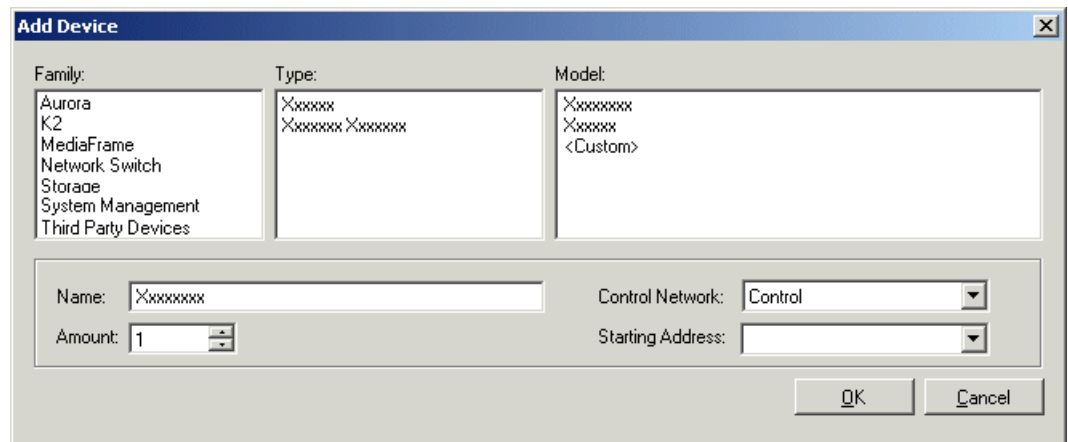 Add Device
Family:
Type:
Model:
Aurora
K2
MediaFrame
Network Switch
Storage
System Management
Third Party Devices
Xxxxxx
Xxxxxxx Xxxxxxx
Xxxxxxxx
Xxxxxx
<Custom>
Name: Xxxxxxxx
Control Network: Control
Amount: 1
Starting Address:
OK
Cancel